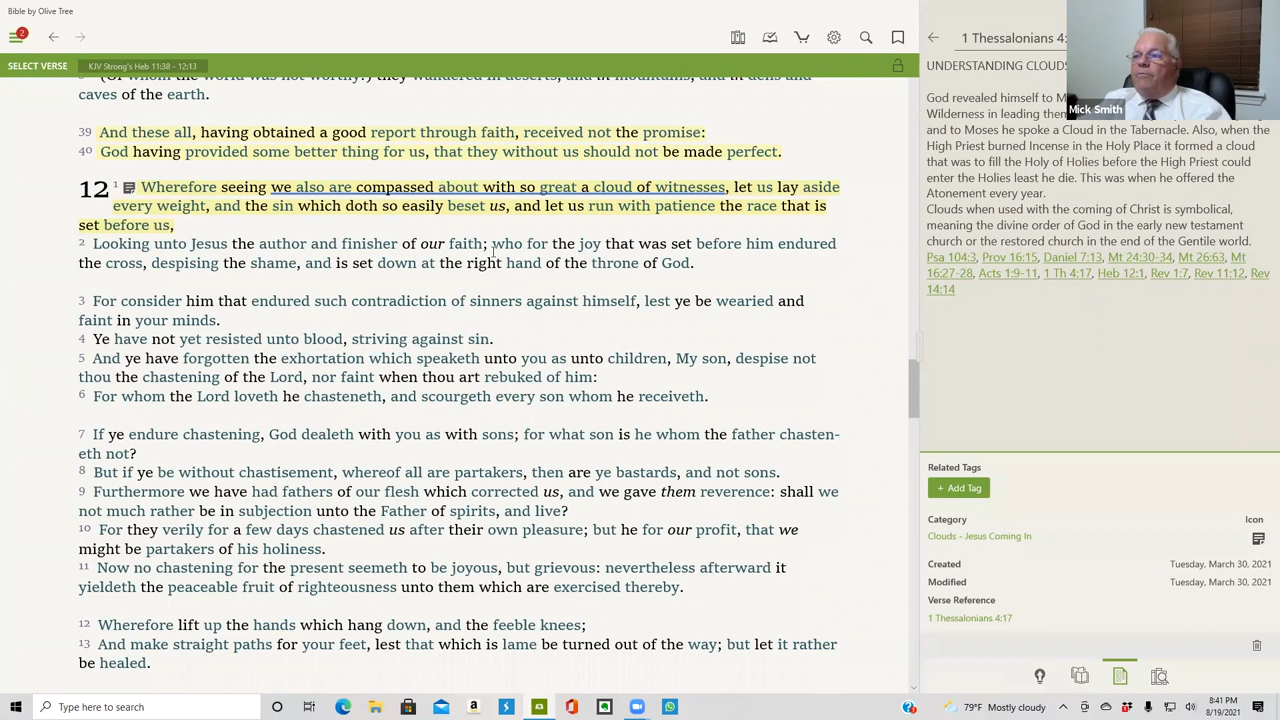 Bible by Olive Tree
2
SELECT VERSE
KJV Strong's Heb 11:38 - 12:13
(Of whom the world was not worthy:) they wandered in deserts, and in mountains, and in dens and
caves of the earth.
39 And these all, having obtained a good report through faith, received not the promise:
40 God having provided some better thing for us, that they without us should not be made perfect.
12 1 Wherefore seeing we also are compassed about with so great a cloud of witnesses, let us lay aside
every weight, and the sin which doth so easily beset us, and let us run with patience the race that is
set before us,
2 Looking unto Jesus the author and finisher of our faith; who for the joy that was set before him endured
the cross, despising the shame, and is set down at the right hand of the throne of God.
3 For consider him that endured such contradiction of sinners against himself, lest ye be wearied and
faint in your minds.
4 Ye have not yet resisted unto blood, striving against sin.
5 And ye have forgotten the exhortation which speaketh unto you as unto children, My son, despise not
thou the chastening of the Lord, nor faint when thou art rebuked of him:
6 For whom the Lord loveth he chasteneth, and scourgeth every son whom he receiveth.
7 If ye endure chastening, God dealeth with you as with sons; for what son is he whom the father chasten-
eth not?
8 But if ye be without chastisement, whereof all are partakers, then are ye bastards, and not sons.
9 Furthermore we have had fathers of our flesh which corrected us, and we gave them reverence: shall we
not much rather be in subjection unto the Father of spirits, and live?
10 For they verily for a few days chastened us after their own pleasure; but he for our profit, that we
might be partakers of his holiness.
11 Now no chastening for the present seemeth to be joyous, but grievous: nevertheless afterward it
yieldeth the peaceable fruit of righteousness unto them which are exercised thereby.
12 Wherefore lift up the hands which hang down, and the feeble knees;
13 And make straight paths for your feet, lest that which is lame be turned out of the way; but let it rather
be healed.
1 Thessalonians 4:
UNDERSTANDING CLOUDS
Mick Smith
God revealed himself to M
Wilderness in leading them
and to Moses he spoke a Cloud in the Tabernacle. Also, when the
High Priest burned Incense in the Holy Place it formed a cloud
that was to fill the Holy of Holies before the High Priest could
enter the Holies least he die. This was when he offered the
Atonement every year.
Clouds when used with the coming of Christ is symbolical,
meaning the divine order of God in the early new testament
church or the restored church in the end of the Gentile world.
Psa 104:3, Prov 16:15, Daniel 7:13, Mt 24:30-34, Mt 26:63, Mt
16:27-28, Acts 1:9-11, 1 Th 4:17, Heb 12:1, Rev 1:7, Rev 11:12, Rev
14:14
Related Tags
+ Add Tag
Category
Icon
Clouds - Jesus Coming In
Created
Tuesday, March 30, 2021
Modified
Tuesday, March 30, 2021
Verse Reference
1 Thessalonians 4:17
Type here to search
79°F Mostly cloudy
8:41 PM
8/19/2021